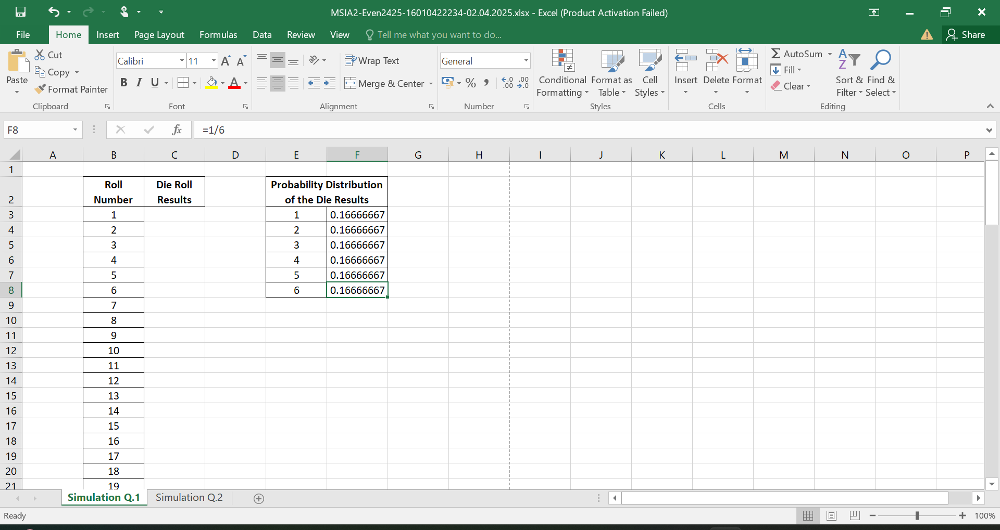 MSIA2-Even2425-16010422234-02.04.2025.xlsx - Excel (Product Activation Failed)
File Home Insert Page Layout Formulas Data Review View Tell me what you want to do... Share
Paste
Cut
Copy
Format Painter
Clipboard
Calibri 11
B I U A
Font
Wrap Text
Merge & Center
Alignment
General
% , .0 .00 .00 .0
Number
Conditional Formatting
Format as Table
Cell Styles
Styles
Insert Delete Format
Cells
AutoSum
Fill
Clear
Sort & Filter
Find & Select
Editing
F8 fx =1/6
A B C D E F G H I J K L M N O P
1
2 Roll Number Die Roll Results Probability Distribution of the Die Results
3 1 1 0.16666667
4 2 2 0.16666667
5 3 3 0.16666667
6 4 4 0.16666667
7 5 5 0.16666667
8 6 6 0.16666667
9 7
10 8
11 9
12 10
13 11
14 12
15 13
16 14
17 15
18 16
19 17
20 18
21 19
Simulation Q.1 Simulation Q.2
Ready 100%